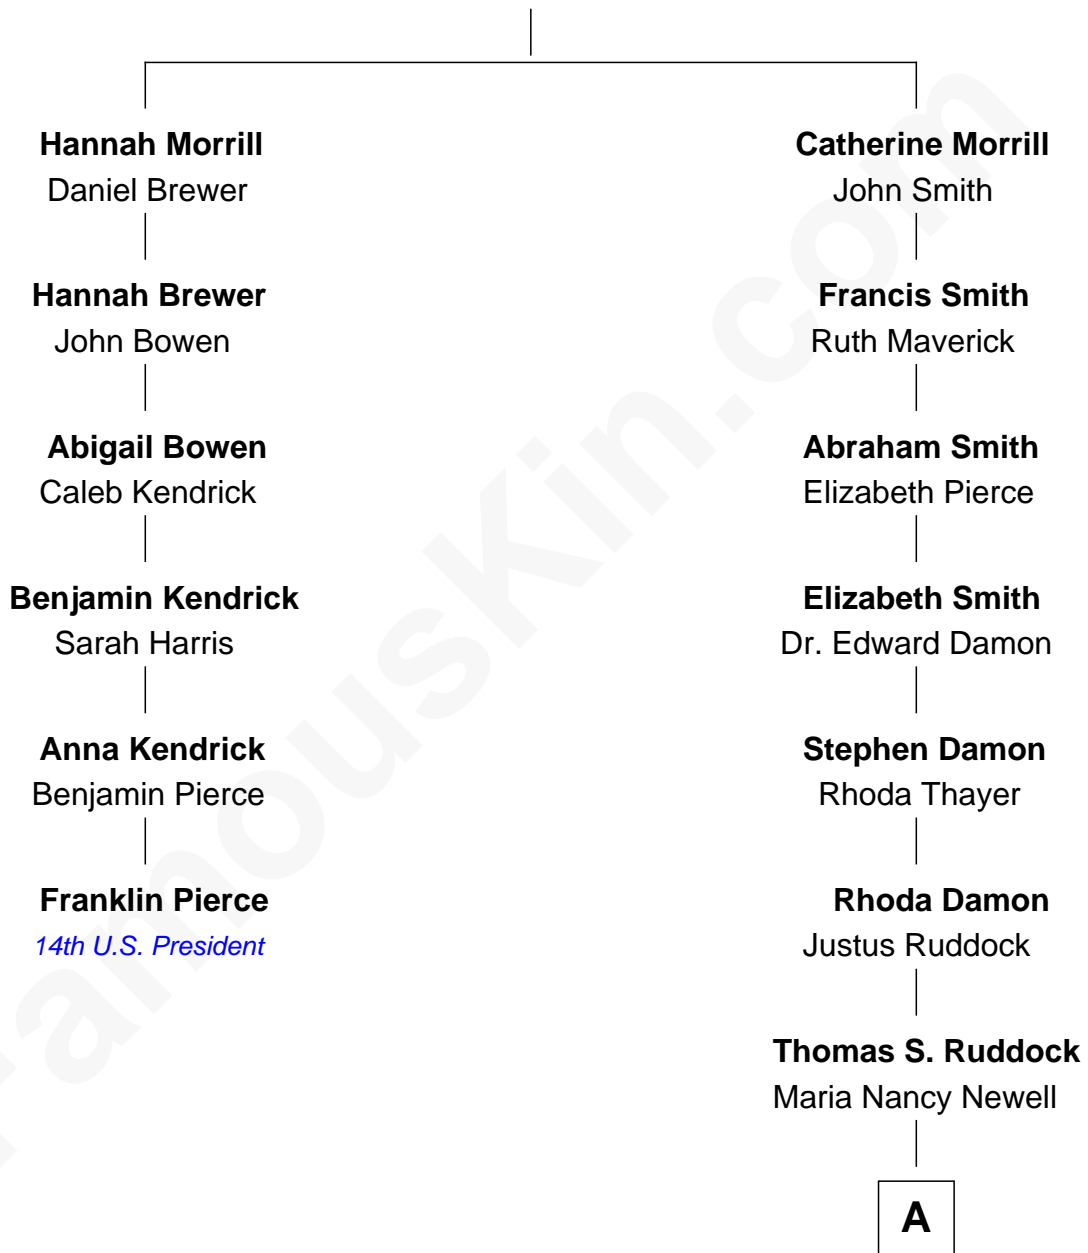 Hannah Morrill
Daniel Brewer
Hannah Brewer
John Bowen
Abigail Bowen
Caleb Kendrick
Benjamin Kendrick
Sarah Harris
Anna Kendrick
Benjamin Pierce
Franklin Pierce
14th U.S. President
Catherine Morrill
John Smith
Francis Smith
Ruth Maverick
Abraham Smith
Elizabeth Pierce
Elizabeth Smith
Dr. Edward Damon
Stephen Damon
Rhoda Thayer
Rhoda Damon
Justus Ruddock
Thomas S. Ruddock
Maria Nancy Newell
A
FamousKin.com